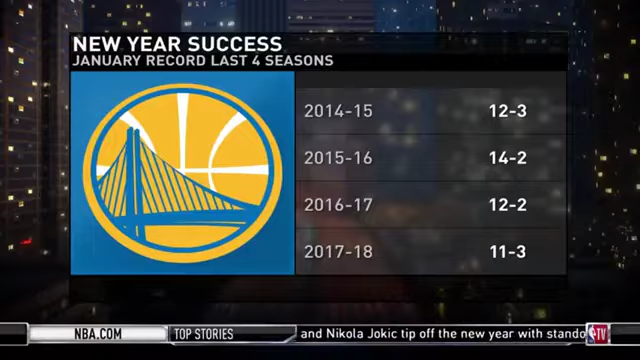 NEW YEAR SUCCESS
JANUARY RECORD LAST 4 SEASONS
2014-15 12-3
2015-16 14-2
2016-17 12-2
2017-18 11-3
NBA.COM TOP STORIES and Nikola Jokic tip off the new year with stando TV